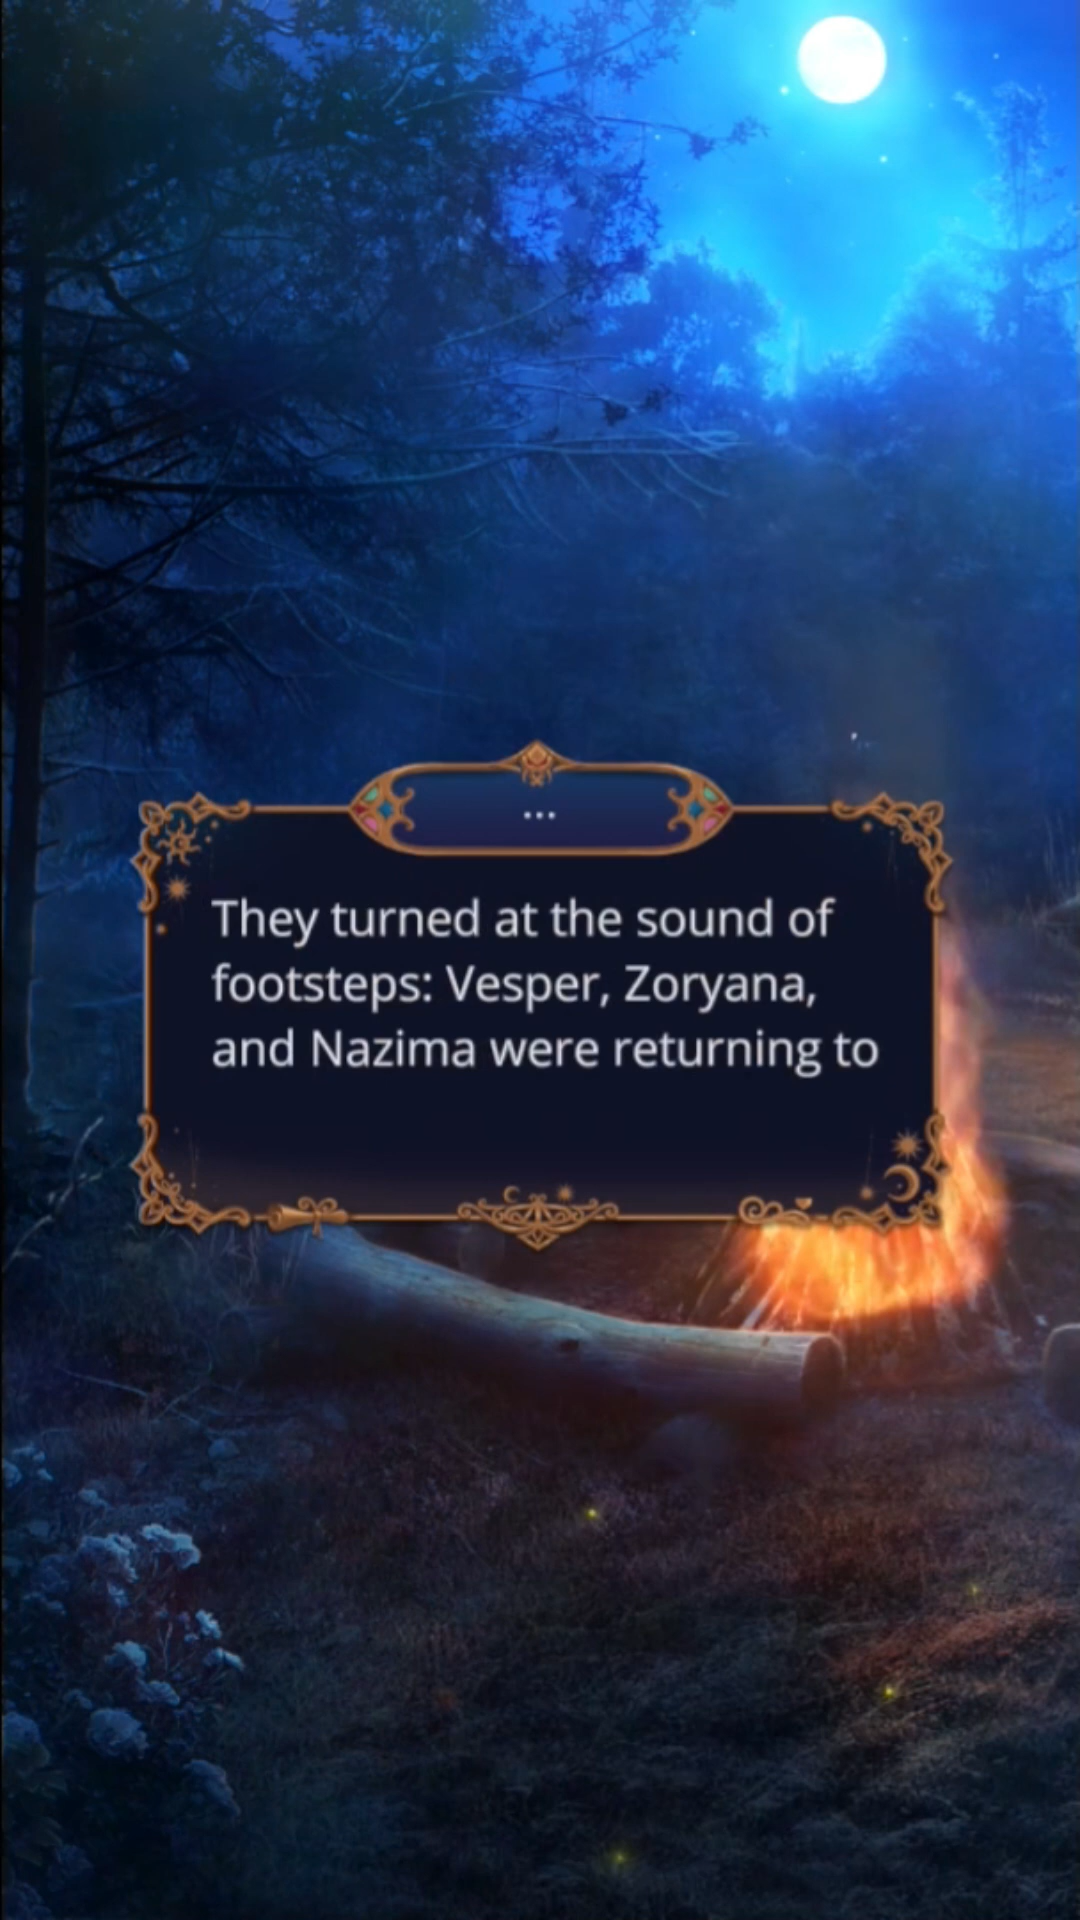 ...
They turned at the sound of
footsteps: Vesper, Zoryana,
and Nazima were returning to